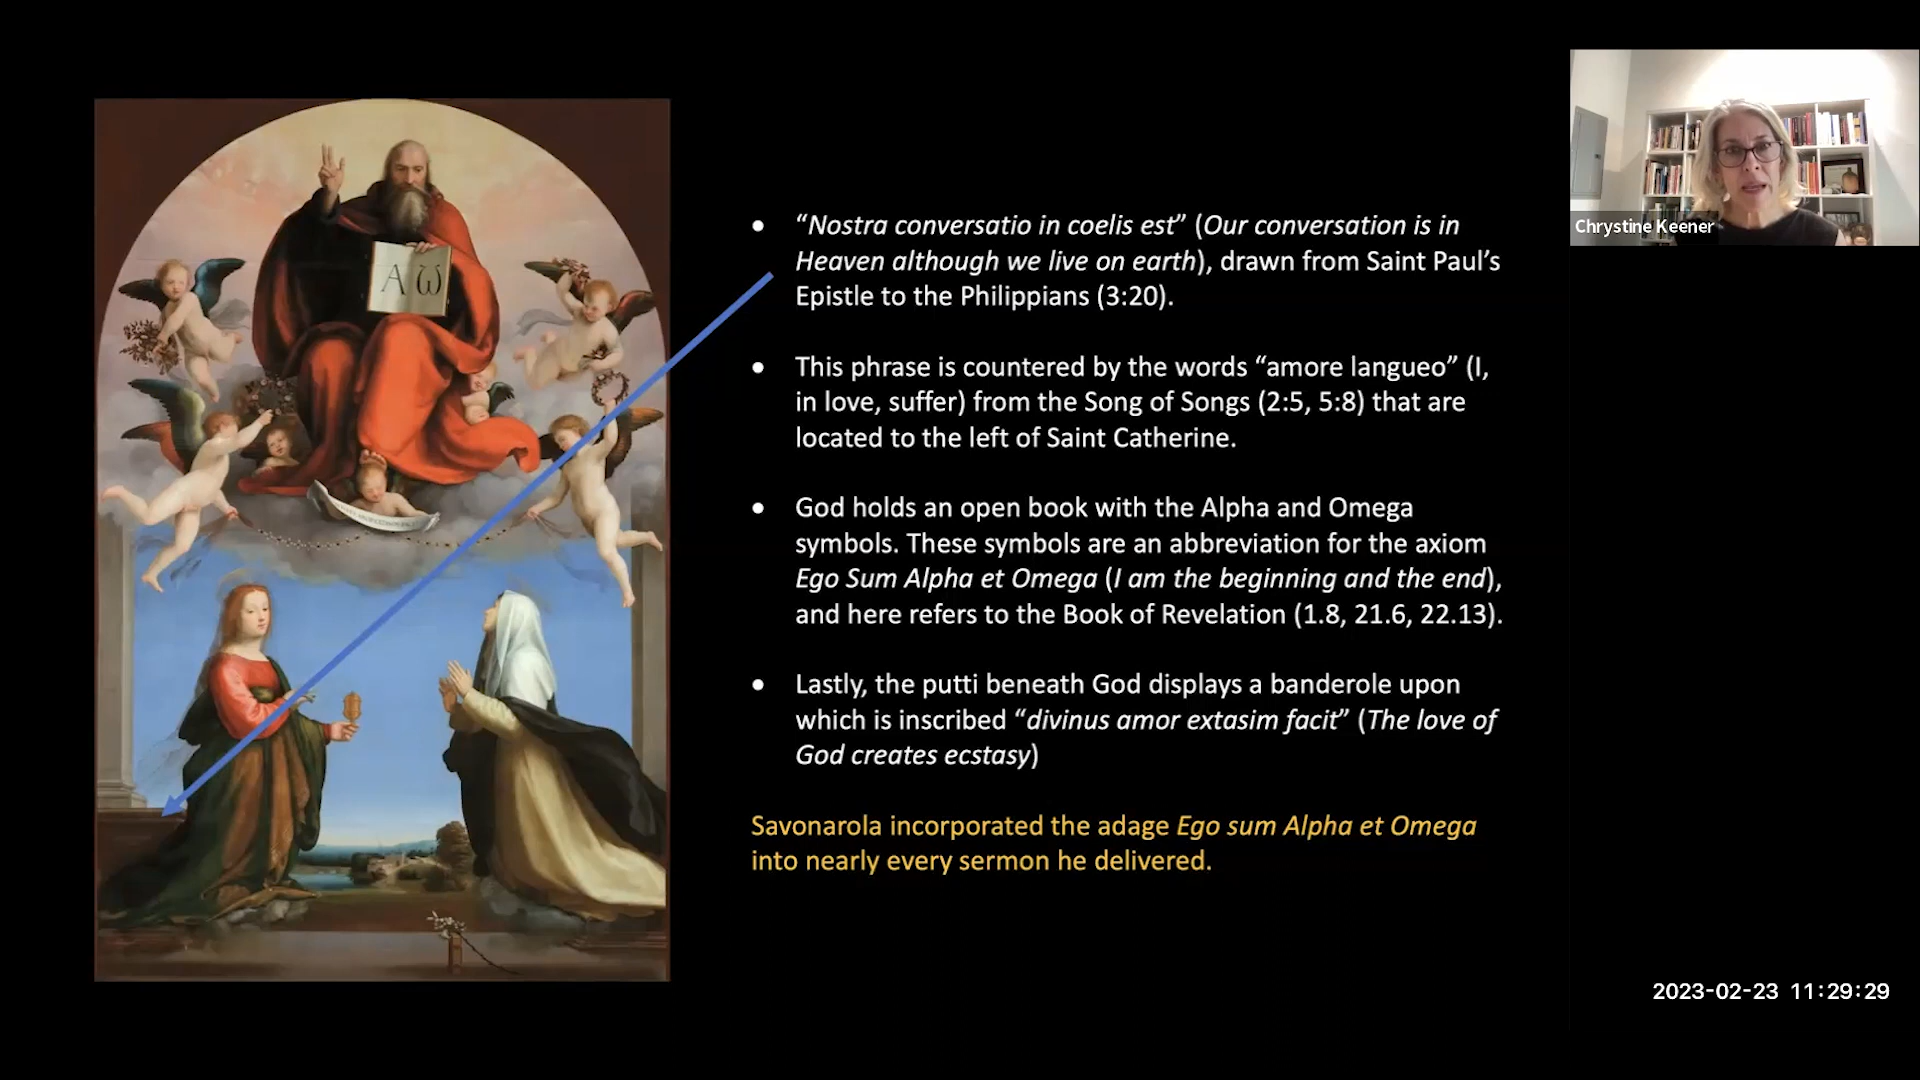 “Nostra conversatio in coelis est” (Our conversation is in
Heaven although we live on earth), drawn from Saint Paul’s
Epistle to the Philippians (3:20).
This phrase is countered by the words “amore langueo” (I,
in love, suffer) from the Song of Songs (2:5, 5:8) that are
located to the left of Saint Catherine.
God holds an open book with the Alpha and Omega
symbols. These symbols are an abbreviation for the axiom
Ego Sum Alpha et Omega (I am the beginning and the end),
and here refers to the Book of Revelation (1.8, 21.6, 22.13).
Lastly, the putti beneath God displays a banderole upon
which is inscribed “divinus amor extasim facit” (The love of
God creates ecstasy)
Savonarola incorporated the adage Ego sum Alpha et Omega
into nearly every sermon he delivered.
Α ω
Chrystine Keener
2023-02-23 11:29:29